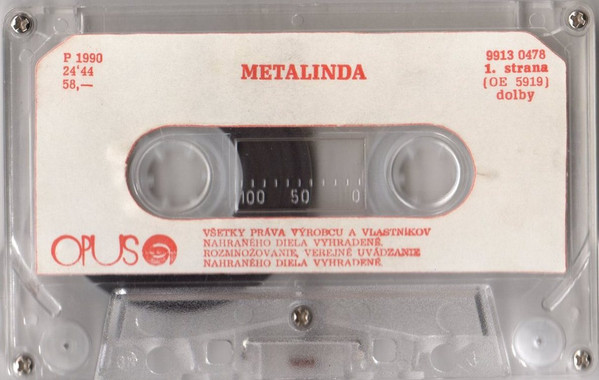 P 1990
24'44
58,—
METALINDA
9913 0478
1. strana
(OE 5919)
dolby
100 50 0
OPUS
VŠETKY PRÁVA VÝROBCU A VLASTNÍKOV
NAHRANÉHO DIELA VYHRADENÉ.
ROZMNOŽOVANIE, VEREJNÉ UVÁDZANIE
NAHRANÉHO DIELA VYHRADENÉ.